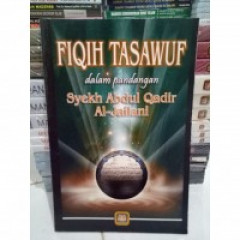 FIQIH TASAWUF
dalam pandangan
Syekh Abdul Qadir
Al-Jailani